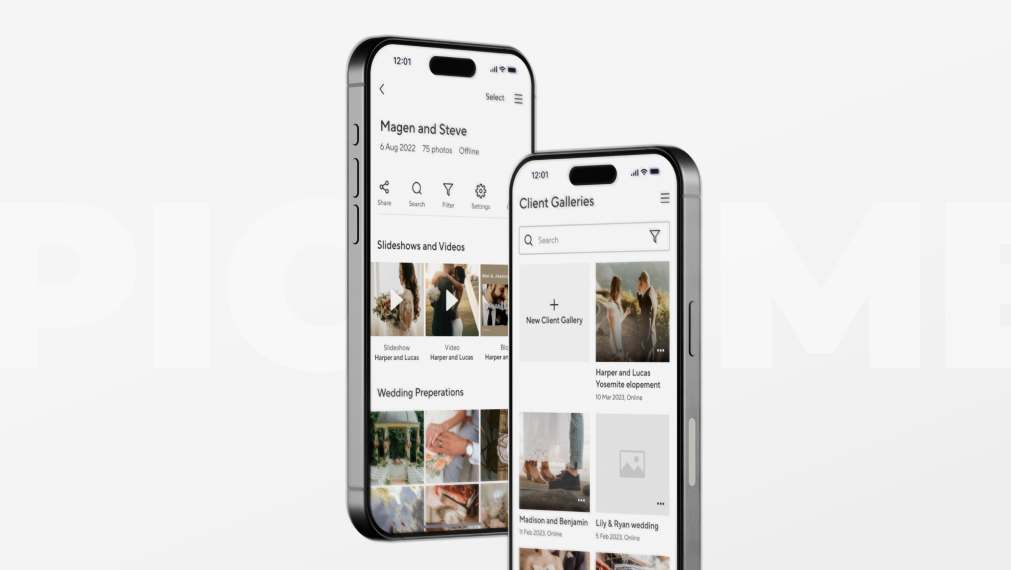 12:01
Select
Magen and Steve
6 Aug 2022 75 photos Offline
Share Search Filter Settings
Slideshows and Videos
Slideshow Video
Harper and Lucas Harper and Lucas Harper an
Wedding Preperations
12:01
Client Galleries
Search
New Client Gallery
Harper and Lucas
Yosemite elopement
10 Mar 2023, Online
Madison and Benjamin
11 Feb 2023, Online
Lily & Ryan wedding
5 Feb 2023, Online